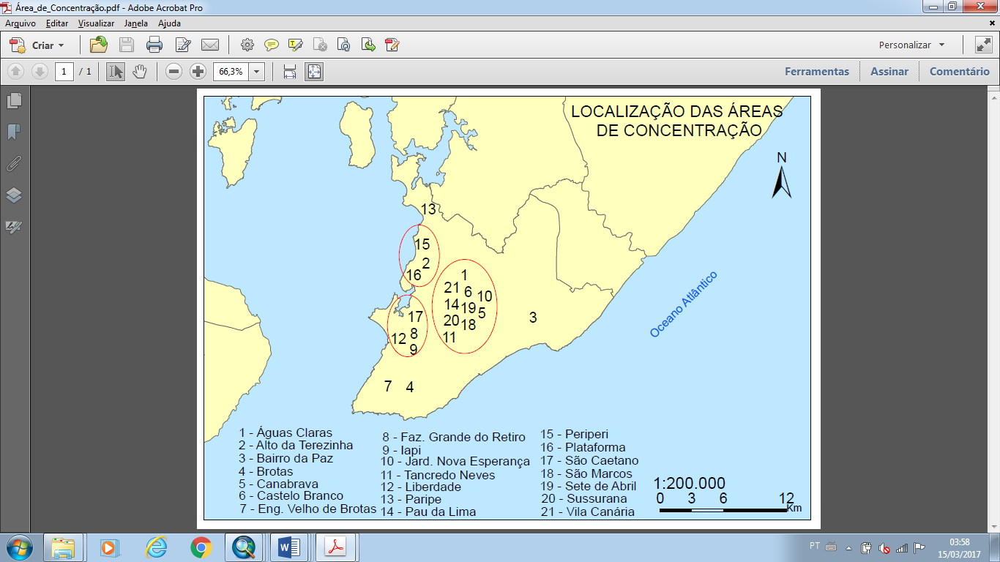 Área_de_Concentração.pdf - Adobe Acrobat Pro
Arquivo Editar Visualizar Janela Ajuda
Criar Personalizar
1 / 1 66,3% Ferramentas Assinar Comentário
LOCALIZAÇÃO DAS ÁREAS
DE CONCENTRAÇÃO
N
13
15
2
16
1
21
6
10
14
19
5
20
18
11
17
8
12
9
3
7
4
Oceano Atlântico
1 - Águas Claras
2 - Alto da Terezinha
3 - Bairro da Paz
4 - Brotas
5 - Canabrava
6 - Castelo Branco
7 - Eng. Velho de Brotas
8 - Faz. Grande do Retiro
9 - Iapi
10 - Jard. Nova Esperança
11 - Tancredo Neves
12 - Liberdade
13 - Paripe
14 - Pau da Lima
15 - Periperi
16 - Plataforma
17 - São Caetano
18 - São Marcos
19 - Sete de Abril
20 - Sussurana
21 - Vila Canária
1:200.000
0 3 6 12
Km
PT
03:58
15/03/2017